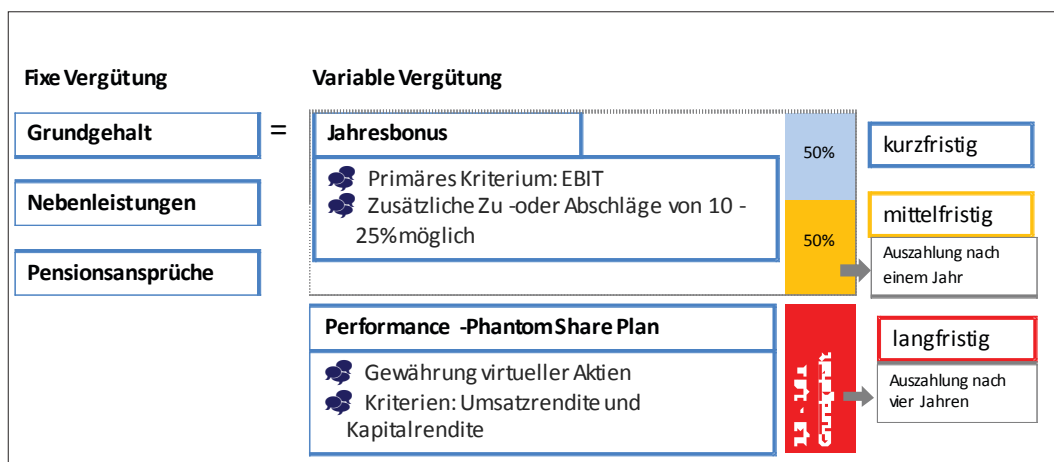 Fixe Vergütung
Variable Vergütung
Grundgehalt
=
Jahresbonus
Nebenleistungen
Pensionsansprüche
Primäres Kriterium: EBIT
Zusätzliche Zu -oder Abschläge von 10 -
25% möglich
50%
50%
kurzfristig
mittelfristig
Auszahlung nach
einem Jahr
Performance -Phantom Share Plan
Gewährung virtueller Aktien
Kriterien: Umsatzrendite und
Kapitalrendite
Grundgehalt
langfristig
Auszahlung nach
vier Jahren